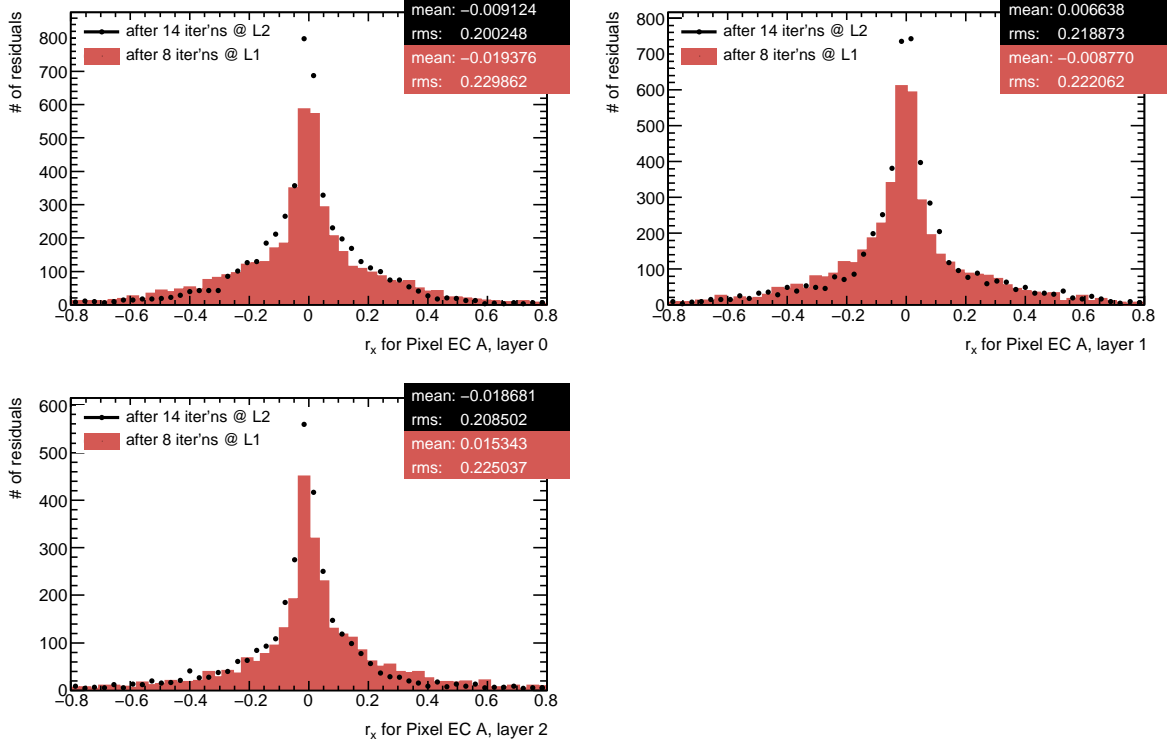 mean: −0.009124
rms: 0.200248
mean: −0.019376
rms: 0.229862
after 14 iter'ns @ L2
after 8 iter'ns @ L1
# of residuals
800
700
600
500
400
300
200
100
0
−0.8 −0.6 −0.4 −0.2 0 0.2 0.4 0.6 0.8
r_x for Pixel EC A, layer 0
mean: 0.006638
rms: 0.218873
mean: −0.008770
rms: 0.222062
after 14 iter'ns @ L2
after 8 iter'ns @ L1
# of residuals
800
700
600
500
400
300
200
100
0
−0.8 −0.6 −0.4 −0.2 0 0.2 0.4 0.6 0.8
r_x for Pixel EC A, layer 1
mean: −0.018681
rms: 0.208502
mean: 0.015343
rms: 0.225037
after 14 iter'ns @ L2
after 8 iter'ns @ L1
# of residuals
600
500
400
300
200
100
0
−0.8 −0.6 −0.4 −0.2 0 0.2 0.4 0.6 0.8
r_x for Pixel EC A, layer 2